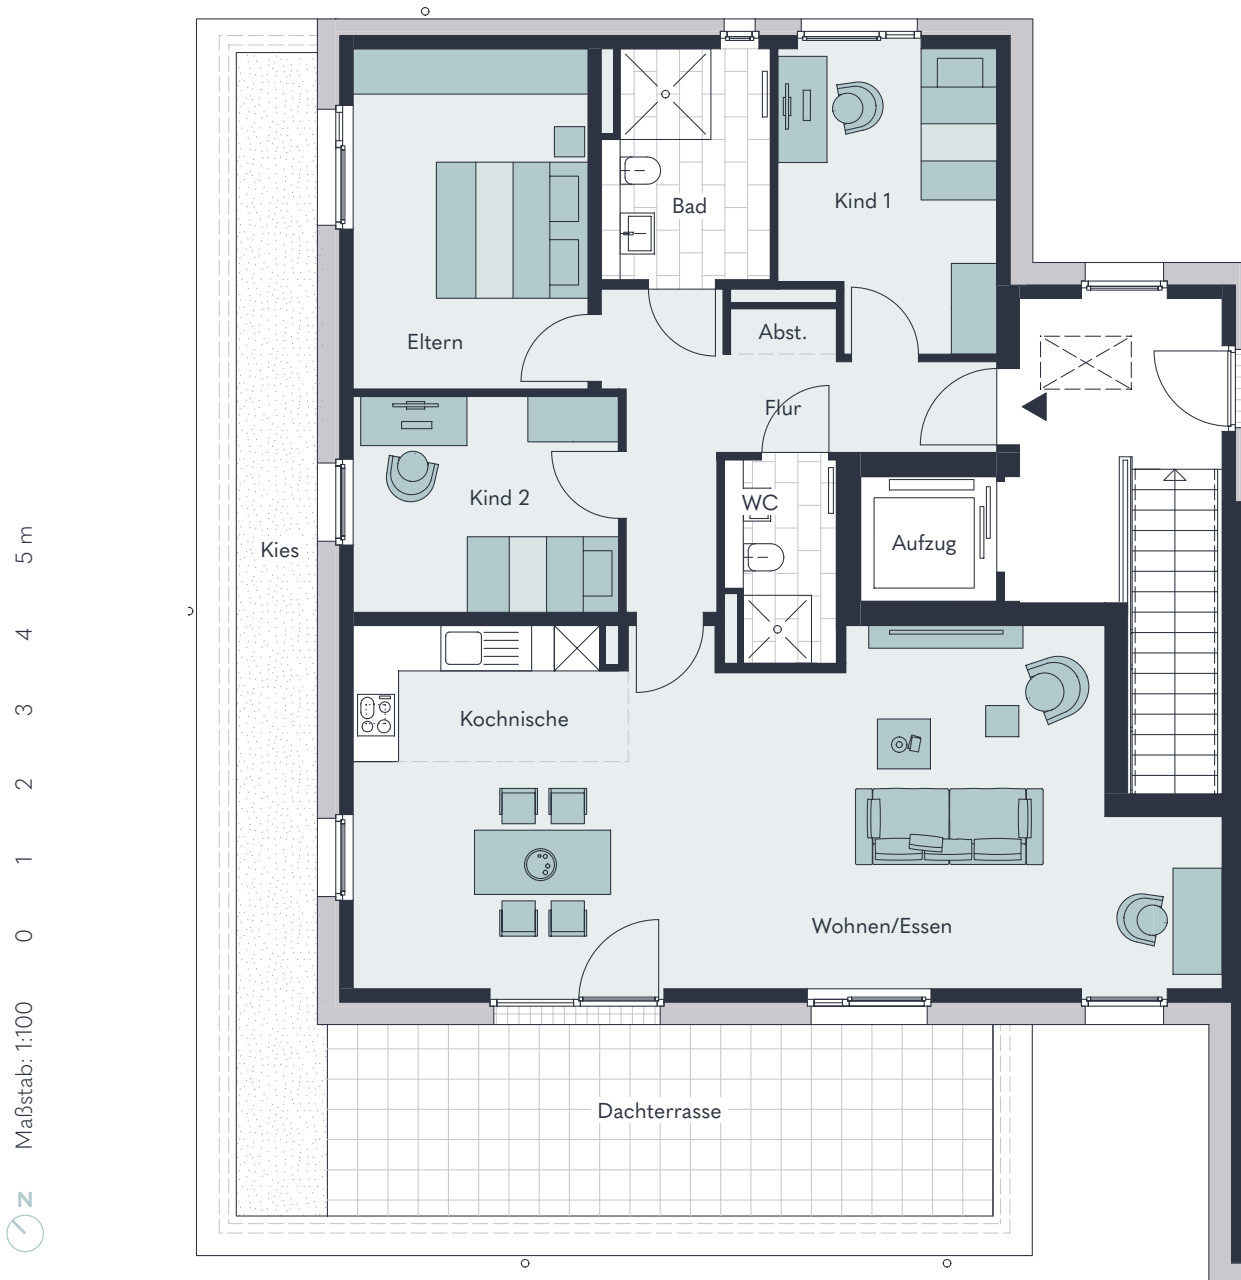 Bad
Kind 1
Eltern
Abst.
Flur
Kind 2
WC
Aufzug
Kies
Kochnische
Wohnen/Essen
Dachterrasse
N Maßstab: 1:100 0 1 2 3 4 5 m